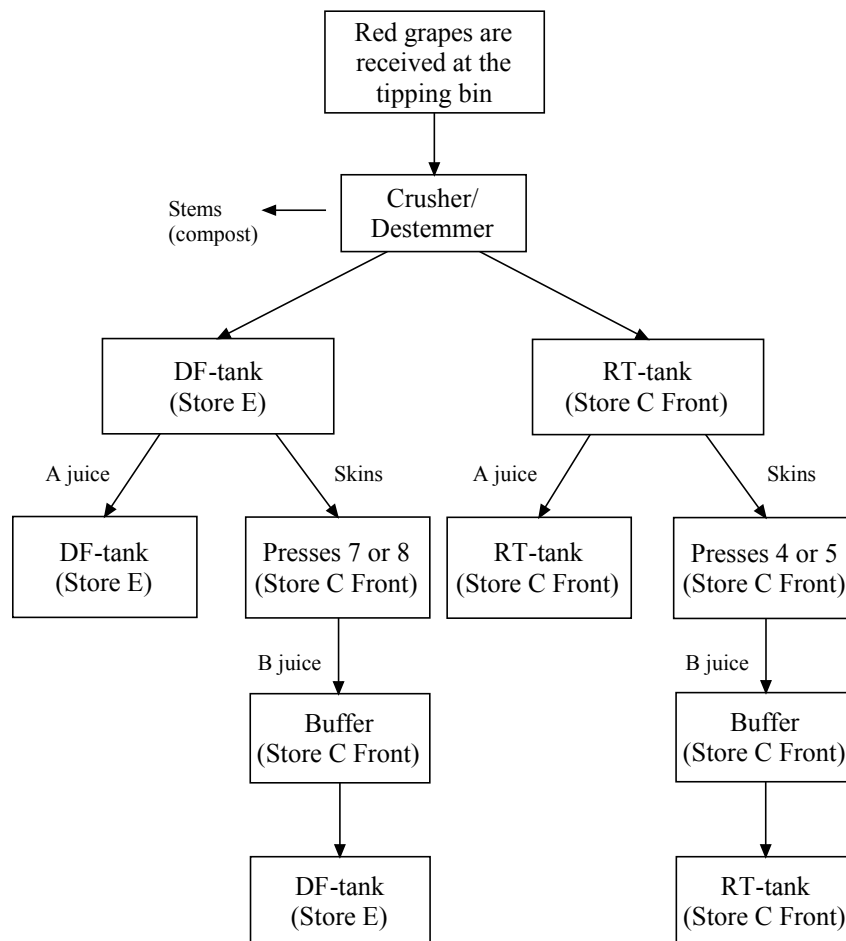 Red grapes are
received at the
tipping bin
Crusher/
Destemmer
Stems
(compost)
DF-tank
(Store E)
RT-tank
(Store C Front)
A juice
Skins
A juice
Skins
DF-tank
(Store E)
Presses 7 or 8
(Store C Front)
RT-tank
(Store C Front)
Presses 4 or 5
(Store C Front)
B juice
B juice
Buffer
(Store C Front)
Buffer
(Store C Front)
DF-tank
(Store E)
RT-tank
(Store C Front)